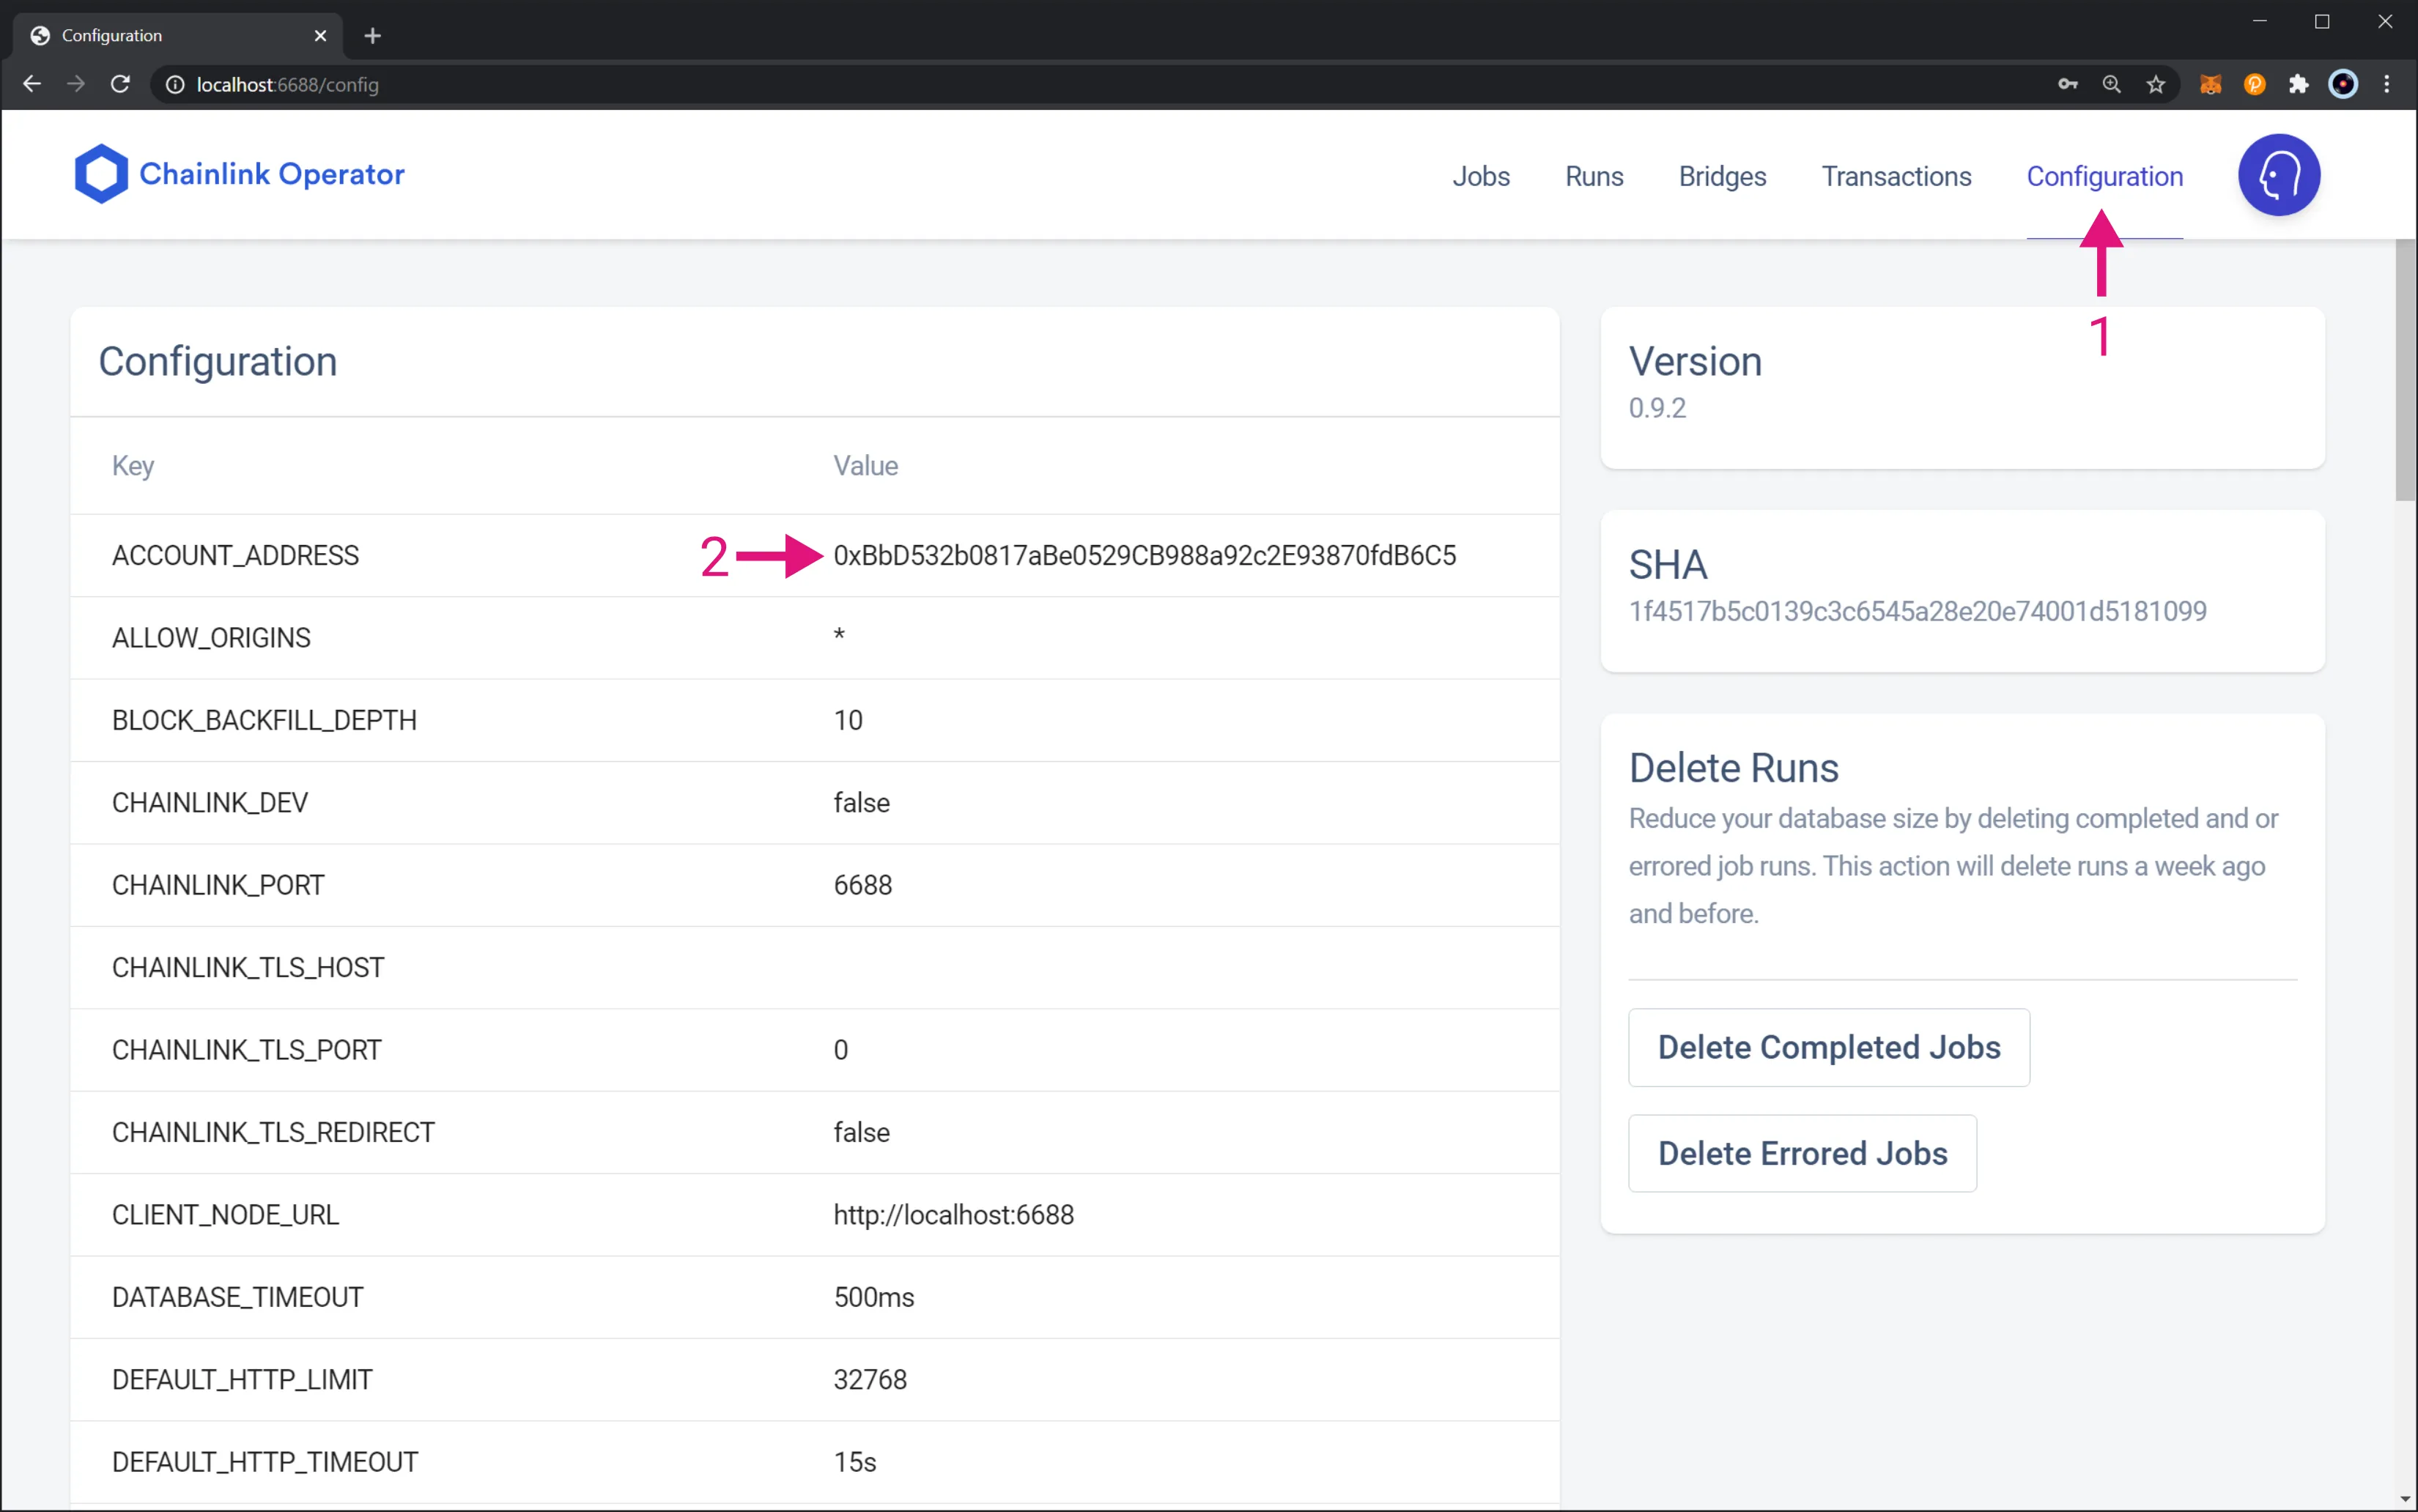 Configuration
localhost:6688/config
Chainlink Operator
Jobs Runs Bridges Transactions Configuration
1
Configuration
Key Value
ACCOUNT_ADDRESS 2 0xBbD532b0817aBe0529CB988a92c2E93870fdB6C5
ALLOW_ORIGINS *
BLOCK_BACKFILL_DEPTH 10
CHAINLINK_DEV false
CHAINLINK_PORT 6688
CHAINLINK_TLS_HOST
CHAINLINK_TLS_PORT 0
CHAINLINK_TLS_REDIRECT false
CLIENT_NODE_URL http://localhost:6688
DATABASE_TIMEOUT 500ms
DEFAULT_HTTP_LIMIT 32768
DEFAULT_HTTP_TIMEOUT 15s
Version
0.9.2
SHA
1f4517b5c0139c3c6545a28e20e74001d5181099
Delete Runs
Reduce your database size by deleting completed and or
errored job runs. This action will delete runs a week ago
and before.
Delete Completed Jobs
Delete Errored Jobs